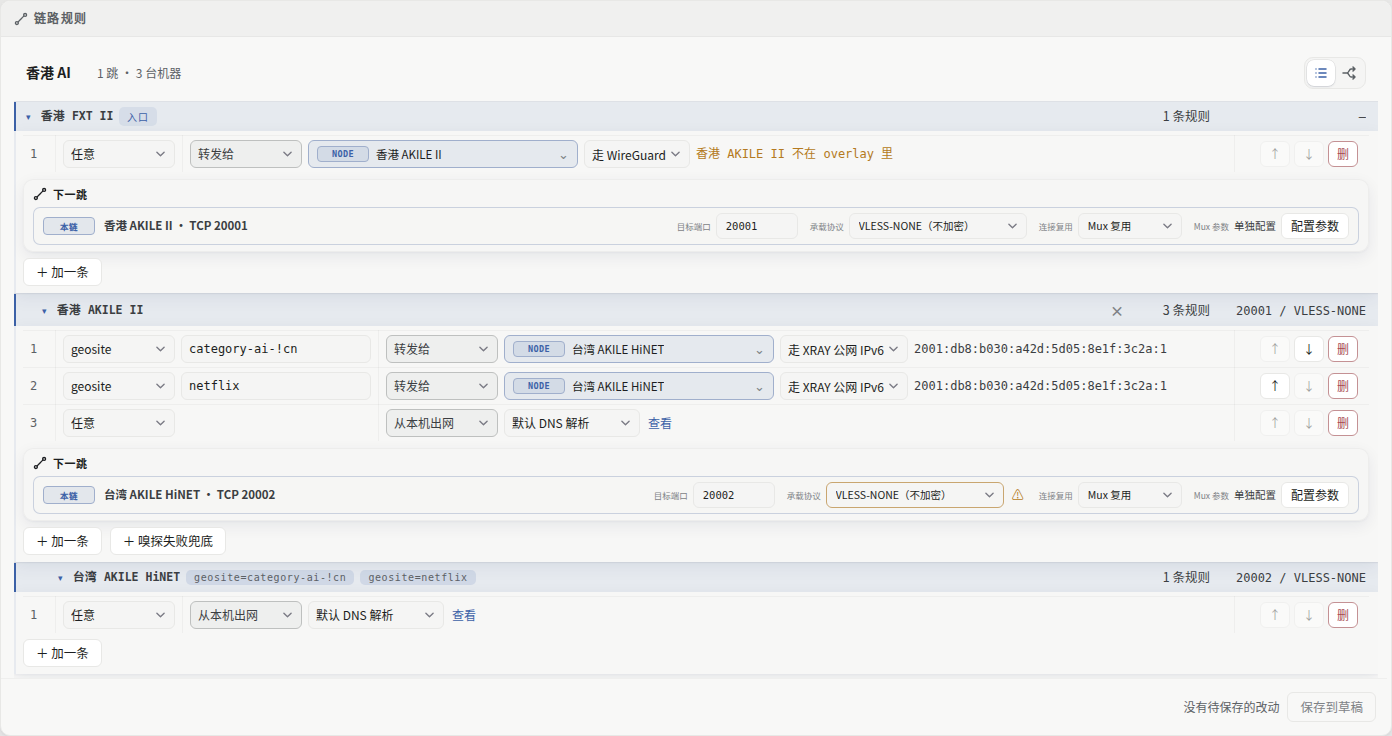 链路规则
香港 AI 1 跳 · 3 台机器
▾ 香港 FXT II 入口 1 条规则 —
1 任意 转发给 NODE 香港 AKILE II 走 WireGuard 香港 AKILE II 不在 overlay 里 ↑ ↓ 删
下一跳
本链 香港 AKILE II · TCP 20001 目标端口 20001 承载协议 VLESS-NONE（不加密） 连接复用 Mux 复用 Mux 参数 单独配置 配置参数
＋ 加一条
▾ 香港 AKILE II × 3 条规则 20001 / VLESS-NONE
1 geosite category-ai-!cn 转发给 NODE 台湾 AKILE HiNET 走 XRAY 公网 IPv6 2001:db8:b030:a42d:5d05:8e1f:3c2a:1 ↑ ↓ 删
2 geosite netflix 转发给 NODE 台湾 AKILE HiNET 走 XRAY 公网 IPv6 2001:db8:b030:a42d:5d05:8e1f:3c2a:1 ↑ ↓ 删
3 任意 从本机出网 默认 DNS 解析 查看 ↑ ↓ 删
下一跳
本链 台湾 AKILE HiNET · TCP 20002 目标端口 20002 承载协议 VLESS-NONE（不加密） 连接复用 Mux 复用 Mux 参数 单独配置 配置参数
＋ 加一条 ＋ 嗅探失败兜底
▾ 台湾 AKILE HiNET geosite=category-ai-!cn geosite=netflix 1 条规则 20002 / VLESS-NONE
1 任意 从本机出网 默认 DNS 解析 查看 ↑ ↓ 删
＋ 加一条
没有待保存的改动 保存到草稿